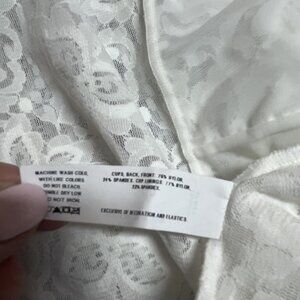 MACHINE WASH COLD,
WITH LIKE COLORS.
DO NOT BLEACH.
TUMBLE DRY LOW
DO NOT IRON.
CUPS, BACK, FRONT: 76% NYLON,
24% SPANDEX. CUP LINING: 77% NYLON,
23% SPANDEX.
EXCLUSIVE OF DECORATION AND ELASTICS.